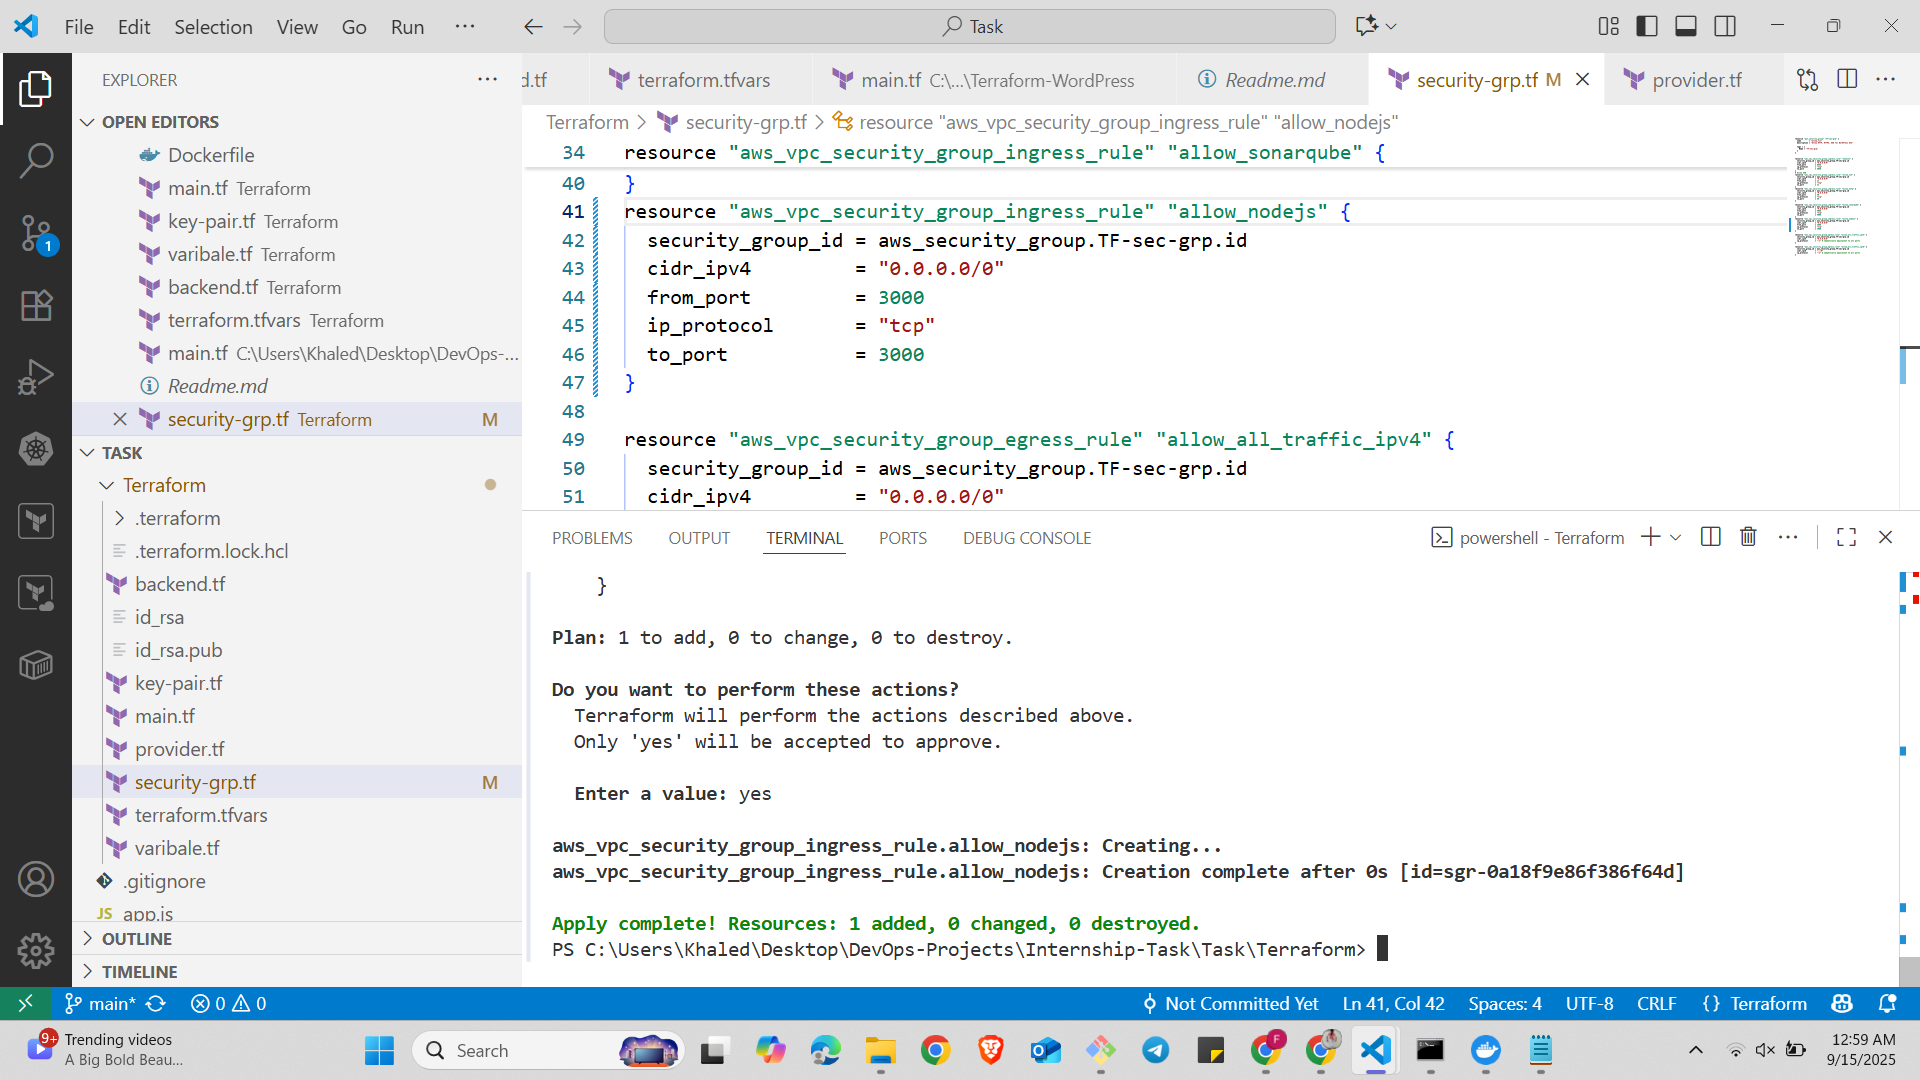 File Edit Selection View Go Run ...
Task
EXPLORER
OPEN EDITORS
Dockerfile
main.tf Terraform
key-pair.tf Terraform
varibale.tf Terraform
backend.tf Terraform
terraform.tfvars Terraform
main.tf C:\Users\Khaled\Desktop\DevOps-...
Readme.md
security-grp.tf Terraform M
TASK
Terraform
.terraform
.terraform.lock.hcl
backend.tf
id_rsa
id_rsa.pub
key-pair.tf
main.tf
provider.tf
security-grp.tf M
terraform.tfvars
varibale.tf
.gitignore
JS app.js
OUTLINE
TIMELINE
1
d.tf terraform.tfvars main.tf C:\...\Terraform-WordPress Readme.md security-grp.tf M provider.tf
Terraform > security-grp.tf > resource "aws_vpc_security_group_ingress_rule" "allow_nodejs"
34 resource "aws_vpc_security_group_ingress_rule" "allow_sonarqube" {
40 }
41 resource "aws_vpc_security_group_ingress_rule" "allow_nodejs" {
42 security_group_id = aws_security_group.TF-sec-grp.id
43 cidr_ipv4 = "0.0.0.0/0"
44 from_port = 3000
45 ip_protocol = "tcp"
46 to_port = 3000
47 }
48
49 resource "aws_vpc_security_group_egress_rule" "allow_all_traffic_ipv4" {
50 security_group_id = aws_security_group.TF-sec-grp.id
51 cidr_ipv4 = "0.0.0.0/0"
PROBLEMS OUTPUT TERMINAL PORTS DEBUG CONSOLE
powershell - Terraform
}
Plan: 1 to add, 0 to change, 0 to destroy.
Do you want to perform these actions?
Terraform will perform the actions described above.
Only 'yes' will be accepted to approve.
Enter a value: yes
aws_vpc_security_group_ingress_rule.allow_nodejs: Creating...
aws_vpc_security_group_ingress_rule.allow_nodejs: Creation complete after 0s [id=sgr-0a18f9e86f386f64d]
Apply complete! Resources: 1 added, 0 changed, 0 destroyed.
PS C:\Users\Khaled\Desktop\DevOps-Projects\Internship-Task\Task\Terraform>
main* 0 0 Not Committed Yet Ln 41, Col 42 Spaces: 4 UTF-8 CRLF {} Terraform
9+
Trending videos
A Big Bold Beau...
Search
F
12:59 AM
9/15/2025